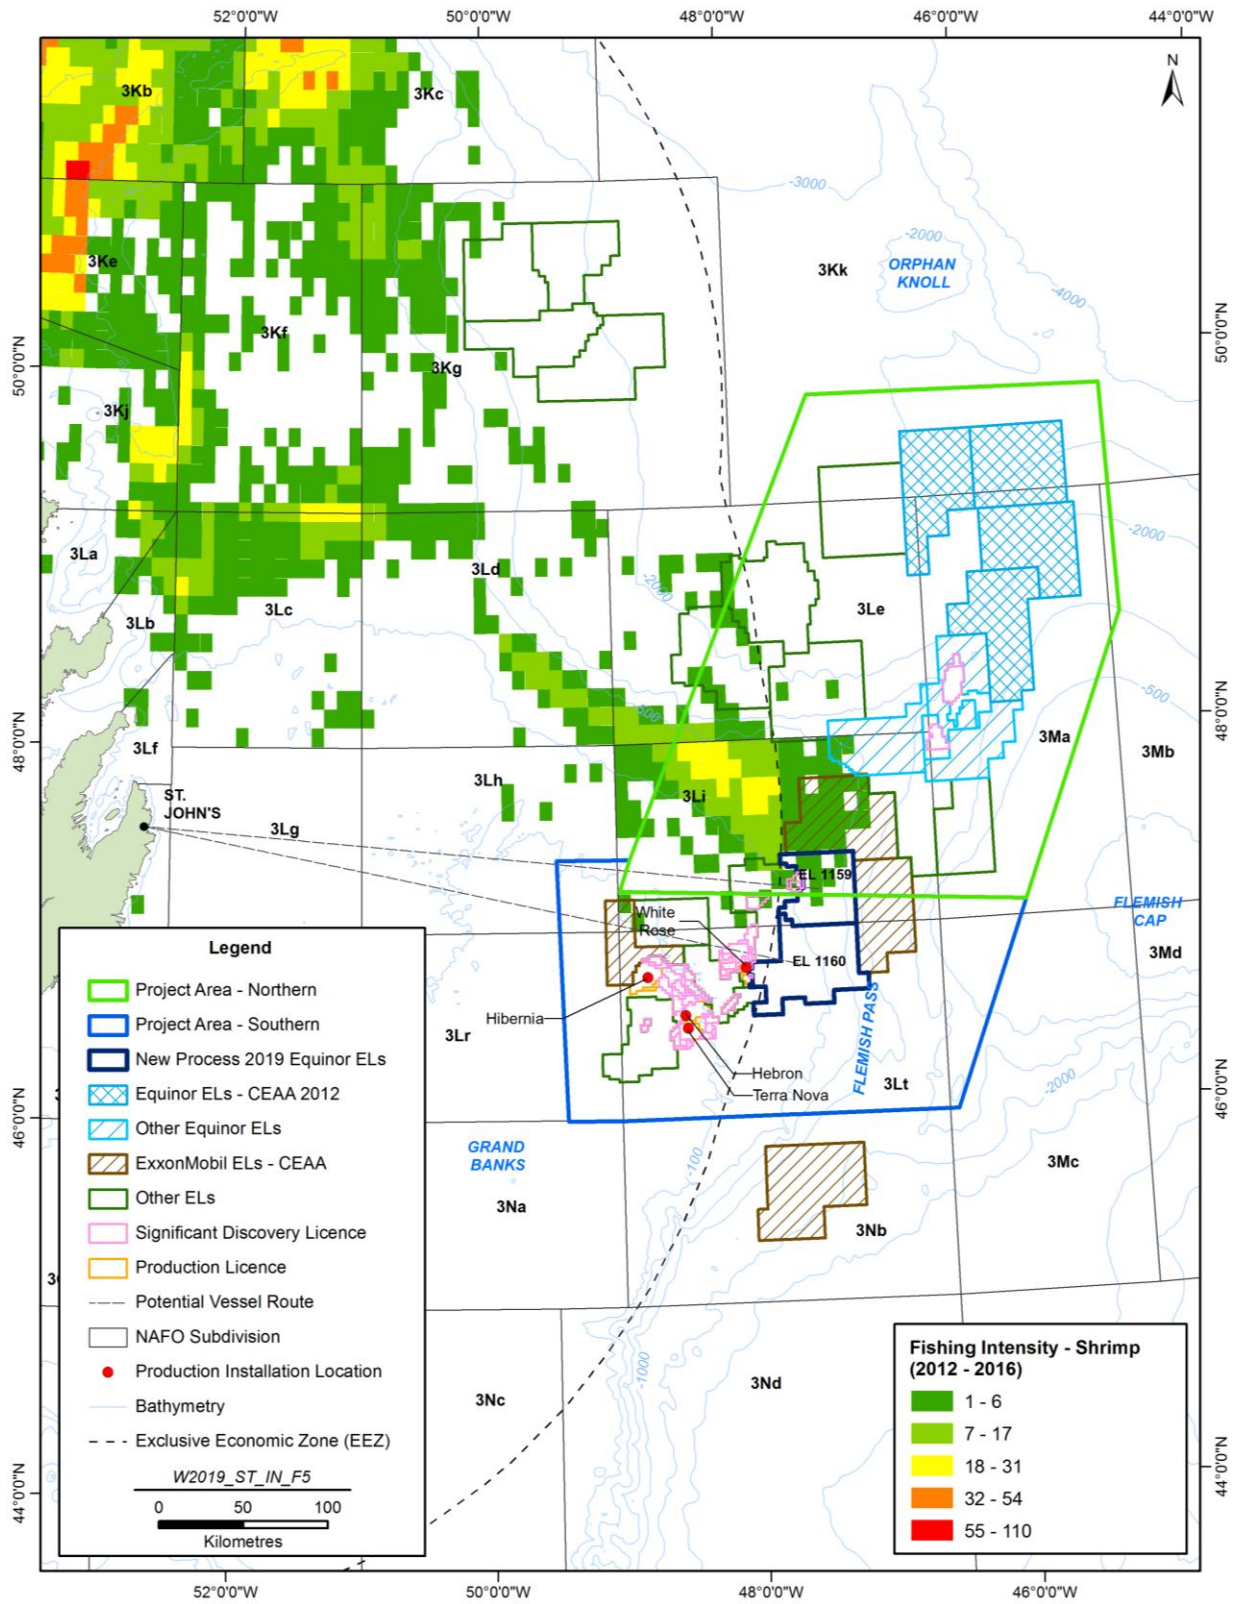 52°0'0"W
50°0'0"W
48°0'0"W
46°0'0"W
44°0'0"W
N
3Kb
3Kc
-3000
-2000
ORPHAN
KNOLL
3Ke
3Kk
-4000
3Kf
50°0'0"N
50°0'0"N
3Kg
3Kj
-2000
3La
3Ld
-2000
3Lb
3Lc
3Le
-500
-500
48°0'0"N
48°0'0"N
3Lf
3Ma
3Mb
3Lh
3Li
ST.
JOHN'S
3Lg
EL 1159
White
Rose
FLEMISH
CAP
3Md
EL 1160
Hibernia
3Lr
FLEMISH PASS
Hebron
Terra Nova
3Lt
-2000
46°0'0"N
46°0'0"N
GRAND
BANKS
-100
3Mc
3Na
3Nb
-1000
3Nd
3Nc
44°0'0"N
44°0'0"N
Legend
Project Area - Northern
Project Area - Southern
New Process 2019 Equinor ELs
Equinor ELs - CEAA 2012
Other Equinor ELs
ExxonMobil ELs - CEAA
Other ELs
Significant Discovery Licence
Production Licence
Potential Vessel Route
NAFO Subdivision
Production Installation Location
Bathymetry
Exclusive Economic Zone (EEZ)
W2019_ST_IN_F5
0 50 100
Kilometres
Fishing Intensity - Shrimp
(2012 - 2016)
1 - 6
7 - 17
18 - 31
32 - 54
55 - 110
52°0'0"W
50°0'0"W
48°0'0"W
46°0'0"W